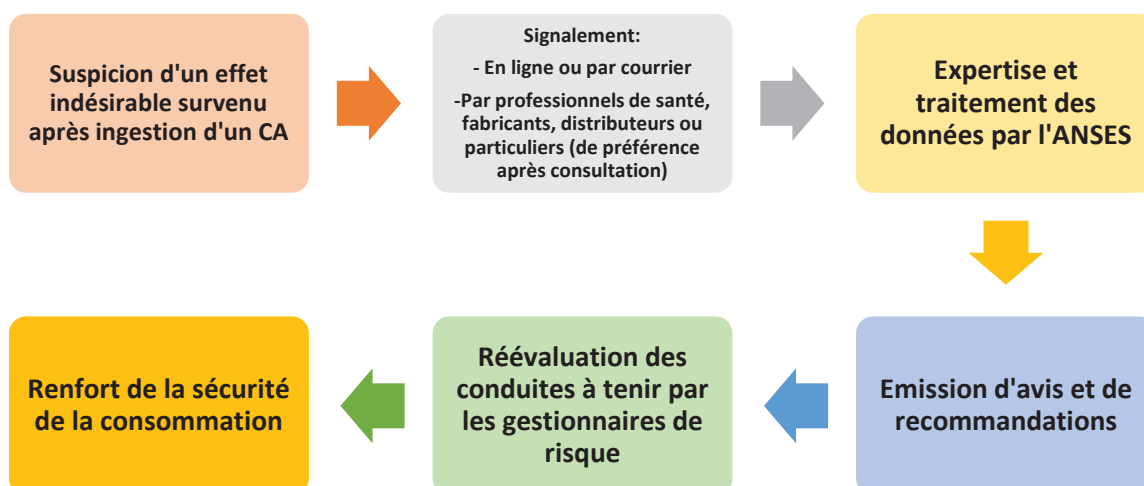 Suspicion d'un effet
indésirable survenu
après ingestion d'un CA
Signalement:
- En ligne ou par courrier
-Par professionnels de santé,
fabricants, distributeurs ou
particuliers (de préférence
après consultation)
Expertise et
traitement des
données par l'ANSES
Emission d'avis et de
recommandations
Réévaluation des
conduites à tenir par
les gestionnaires de
risque
Renfort de la sécurité
de la consommation